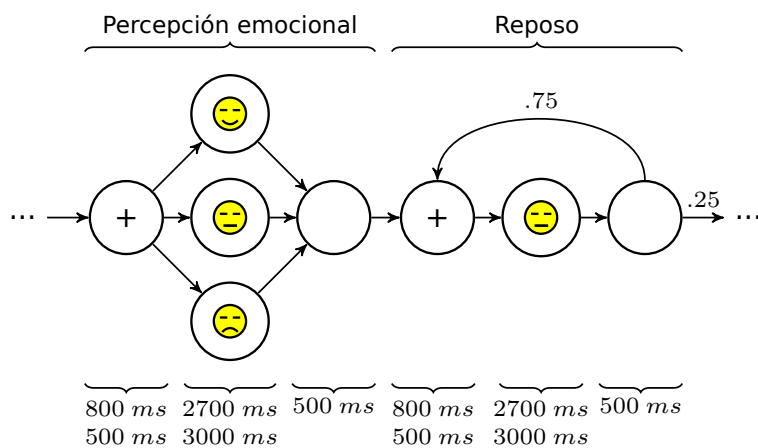 Percepción emocional Reposo
.75
... + + .25 ...
800 ms 2700 ms 500 ms 800 ms 2700 ms 500 ms
500 ms 3000 ms 500 ms 3000 ms